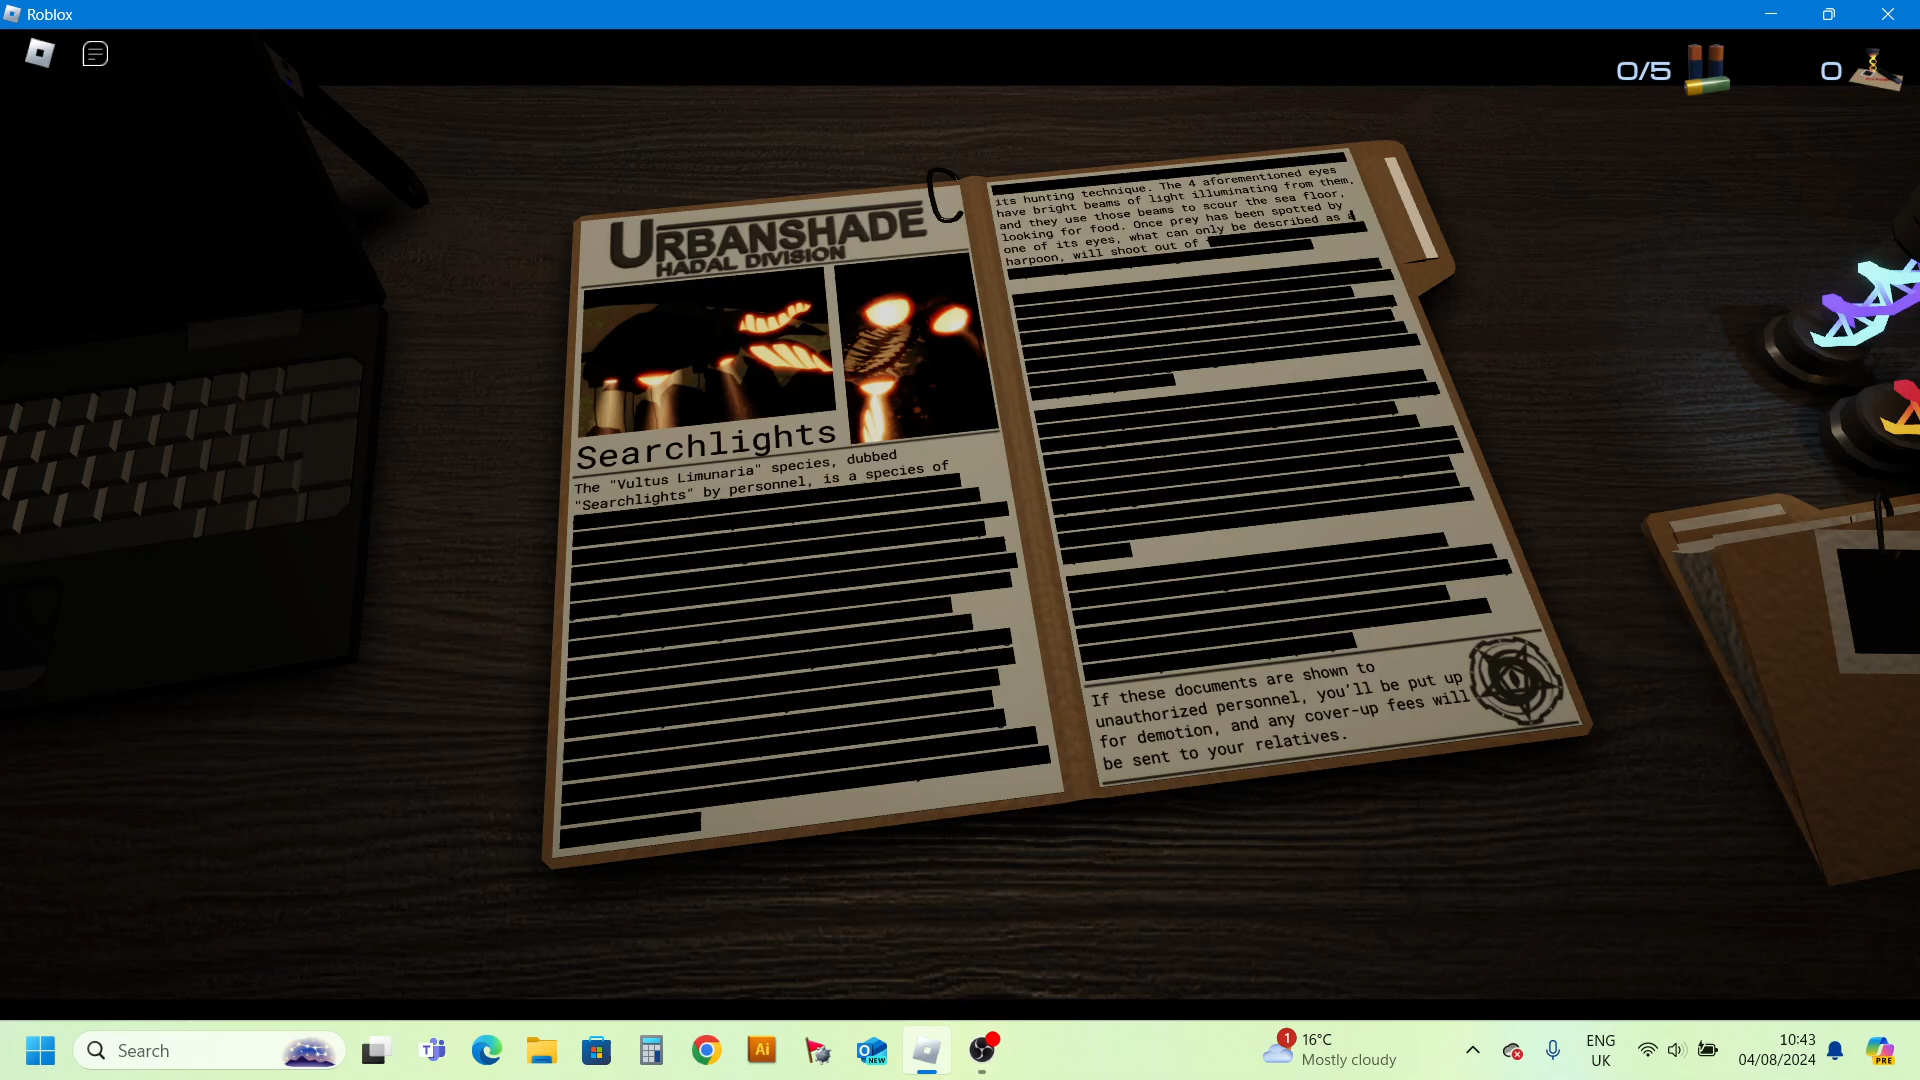 Roblox
0/5
0
URBANSHADE
HADAL DIVISION
Searchlights
The "Vultus Limunaria" species, dubbed
"Searchlights" by personnel, is a species of
its hunting technique. The 4 aforementioned eyes
have bright beams of light illuminating from them,
and they use those beams to scour the sea floor,
looking for food. Once prey has been spotted by
one of its eyes, what can only be described as a
harpoon, will shoot out of
If these documents are shown to
unauthorized personnel, you'll be put up
for demotion, and any cover-up fees will
be sent to your relatives.
Search
Ai
NEW
1
16°C
Mostly cloudy
ENG
UK
10:43
04/08/2024
PRE